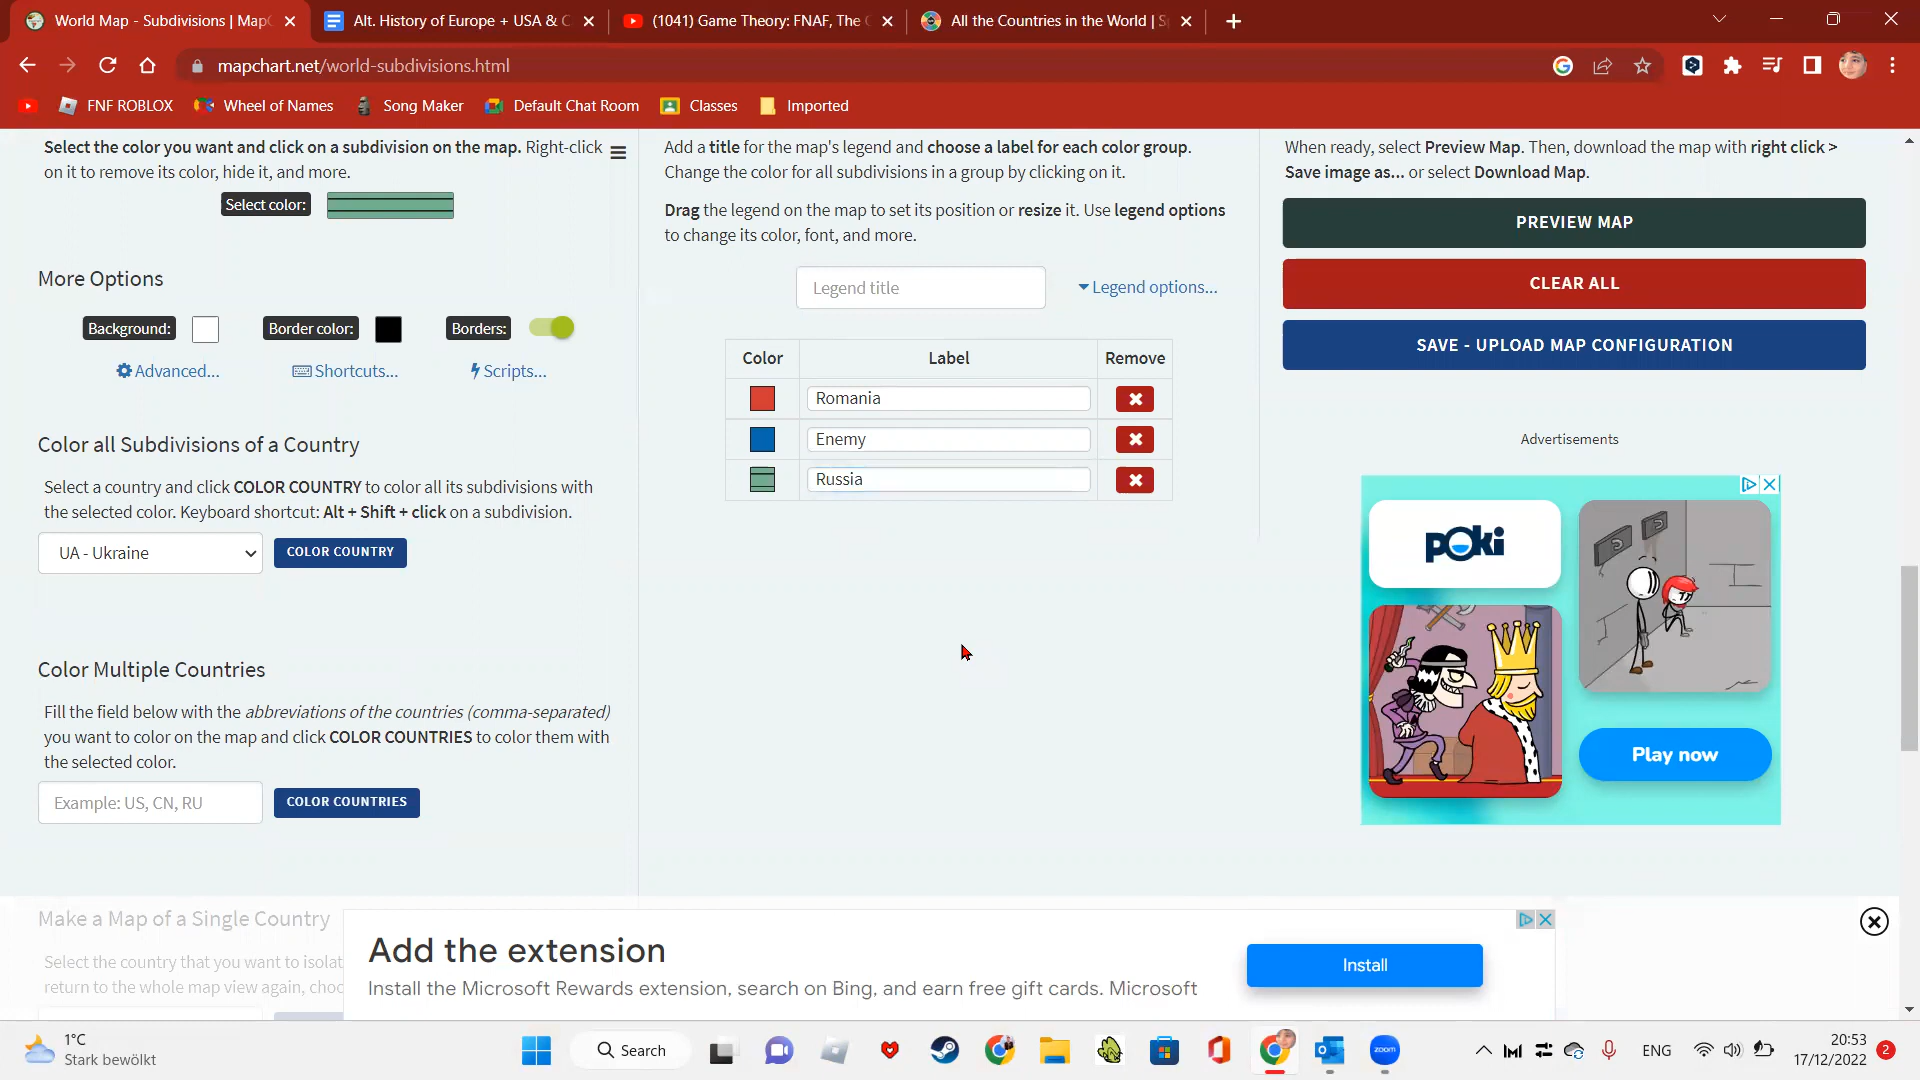 World Map - Subdivisions | Map
Alt. History of Europe + USA & C
(1041) Game Theory: FNAF, The
All the Countries in the World | S
mapchart.net/world-subdivisions.html
FNF ROBLOX
Wheel of Names
Song Maker
Default Chat Room
Classes
Imported
Select the color you want and click on a subdivision on the map. Right-click
on it to remove its color, hide it, and more.
Select color:
More Options
Background:
Border color:
Borders:
Advanced...
Shortcuts...
Scripts...
Color all Subdivisions of a Country
Select a country and click COLOR COUNTRY to color all its subdivisions with
the selected color. Keyboard shortcut: Alt + Shift + click on a subdivision.
UA - Ukraine
COLOR COUNTRY
Color Multiple Countries
Fill the field below with the abbreviations of the countries (comma-separated)
you want to color on the map and click COLOR COUNTRIES to color them with
the selected color.
Example: US, CN, RU
COLOR COUNTRIES
Make a Map of a Single Country
Select the country that you want to isolat
return to the whole map view again, choo
Add a title for the map's legend and choose a label for each color group.
Change the color for all subdivisions in a group by clicking on it.
Drag the legend on the map to set its position or resize it. Use legend options
to change its color, font, and more.
Legend title
Legend options...
Color
Label
Remove
Romania
Enemy
Russia
When ready, select Preview Map. Then, download the map with right click >
Save image as... or select Download Map.
PREVIEW MAP
CLEAR ALL
SAVE - UPLOAD MAP CONFIGURATION
Advertisements
POKi
Play now
Add the extension
Install the Microsoft Rewards extension, search on Bing, and earn free gift cards. Microsoft
Install
1°C
Stark bewölkt
Search
zoom
ENG
20:53
17/12/2022
2